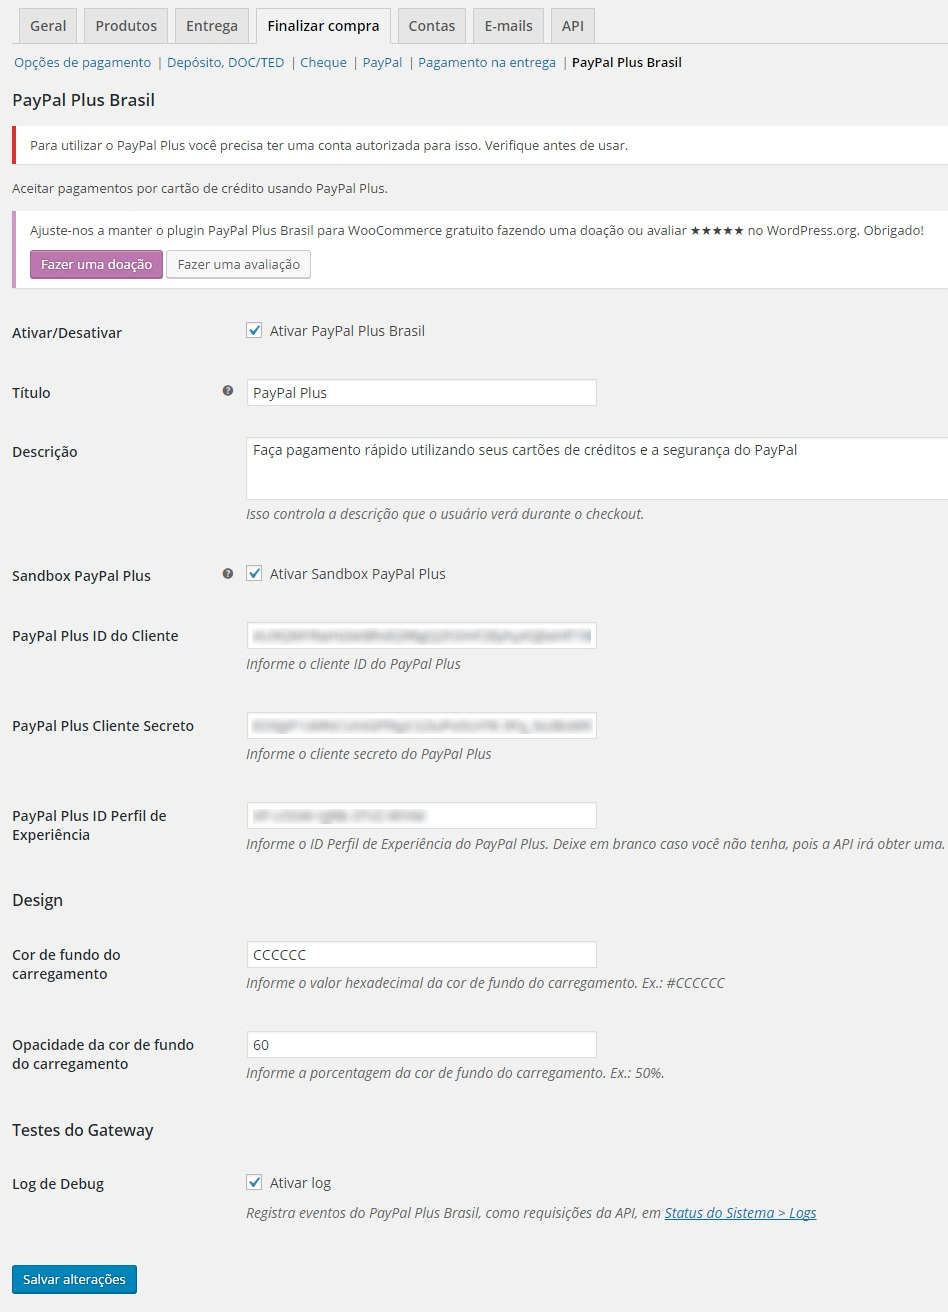 Geral Produtos Entrega Finalizar compra Contas E-mails API
Opções de pagamento | Depósito, DOC/TED | Cheque | PayPal | Pagamento na entrega | PayPal Plus Brasil
PayPal Plus Brasil
Para utilizar o PayPal Plus você precisa ter uma conta autorizada para isso. Verifique antes de usar.
Aceitar pagamentos por cartão de crédito usando PayPal Plus.
Ajuste-nos a manter o plugin PayPal Plus Brasil para WooCommerce gratuito fazendo uma doação ou avaliar ★★★★★ no WordPress.org. Obrigado!
Fazer uma doação Fazer uma avaliação
Ativar/Desativar Ativar PayPal Plus Brasil
Título ? PayPal Plus
Descrição Faça pagamento rápido utilizando seus cartões de créditos e a segurança do PayPal
Isso controla a descrição que o usuário verá durante o checkout.
Sandbox PayPal Plus ? Ativar Sandbox PayPal Plus
PayPal Plus ID do Cliente
Informe o cliente ID do PayPal Plus
PayPal Plus Cliente Secreto
Informe o cliente secreto do PayPal Plus
PayPal Plus ID Perfil de
Experiência
Informe o ID Perfil de Experiência do PayPal Plus. Deixe em branco caso você não tenha, pois a API irá obter uma.
Design
Cor de fundo do
carregamento
CCCCCC
Informe o valor hexadecimal da cor de fundo do carregamento. Ex.: #CCCCCC
Opacidade da cor de fundo
do carregamento
60
Informe a porcentagem da cor de fundo do carregamento. Ex.: 50%.
Testes do Gateway
Log de Debug Ativar log
Registra eventos do PayPal Plus Brasil, como requisições da API, em Status do Sistema > Logs
Salvar alterações